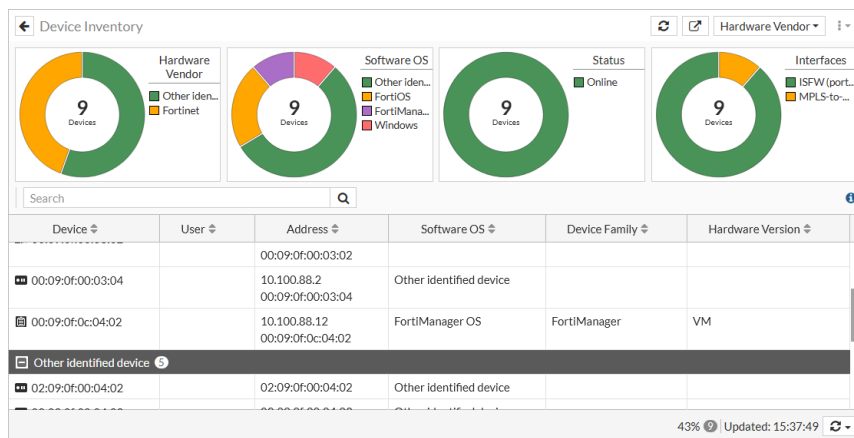 Device Inventory
Hardware Vendor
Hardware
Vendor
Other iden...
Fortinet
9
Devices
Software OS
Other iden...
FortiOS
FortiMana...
Windows
9
Devices
Status
Online
9
Devices
Interfaces
ISFW (port...
MPLS-to-...
9
Devices
Search
Device User Address Software OS Device Family Hardware Version
00:09:0f:00:03:02
00:09:0f:00:03:04 10.100.88.2 Other identified device
00:09:0f:00:03:04
00:09:0f:0c:04:02 10.100.88.12 FortiManager OS FortiManager VM
00:09:0f:0c:04:02
Other identified device 5
02:09:0f:00:04:02 02:09:0f:00:04:02 Other identified device
43% 9 Updated: 15:37:49